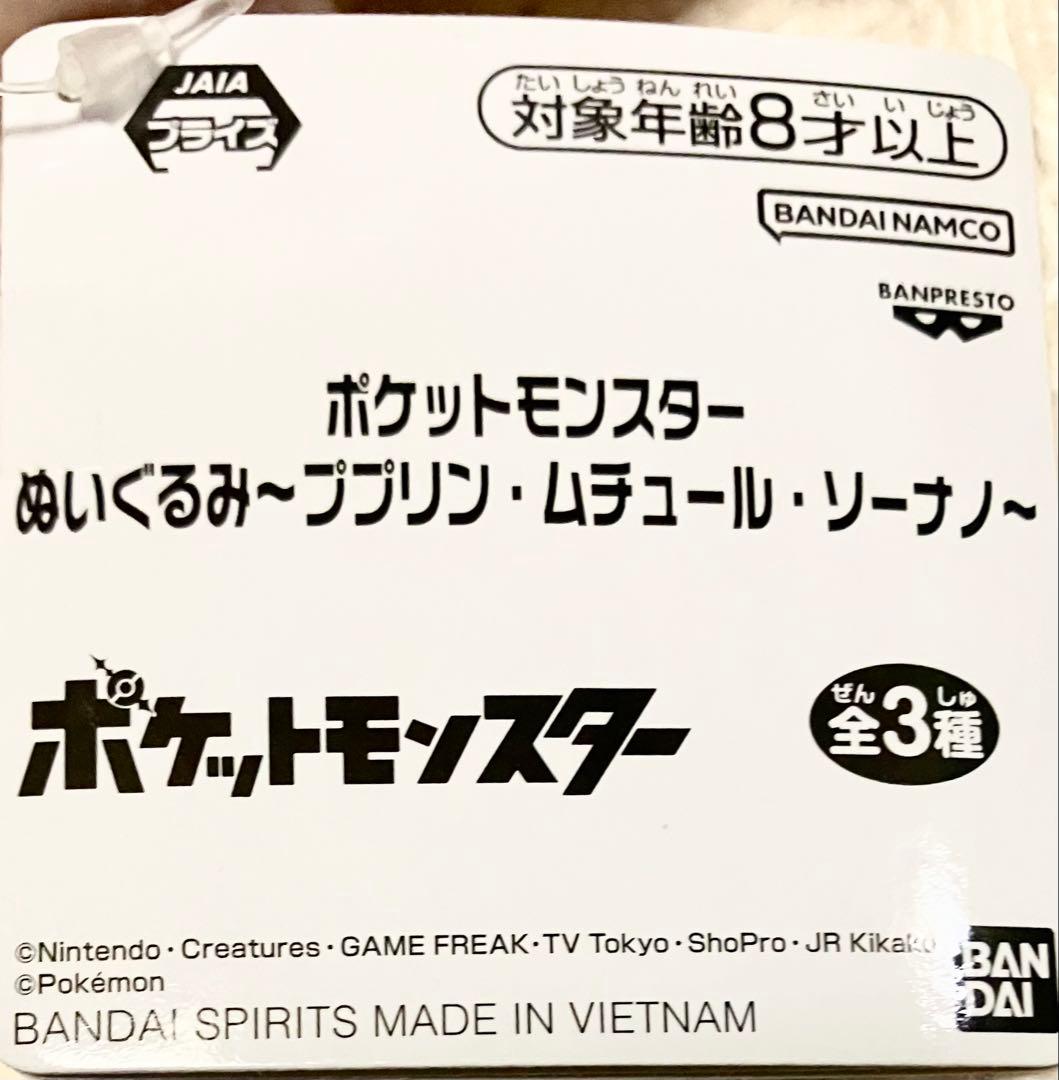 JAIA
プライズ
たいしょうねんれい さい い じょう
対象年齢8才以上
BANDAI NAMCO
BANPRESTO
ポケットモンスター
ぬいぐるみ～ププリン・ムチュール・ソーナノ～
ポケットモンスター
ぜん しゅ
全3種
©Nintendo・Creatures・GAME FREAK・TV Tokyo・ShoPro・JR Kikaku
©Pokémon
BANDAI SPIRITS MADE IN VIETNAM
BAN
DAI